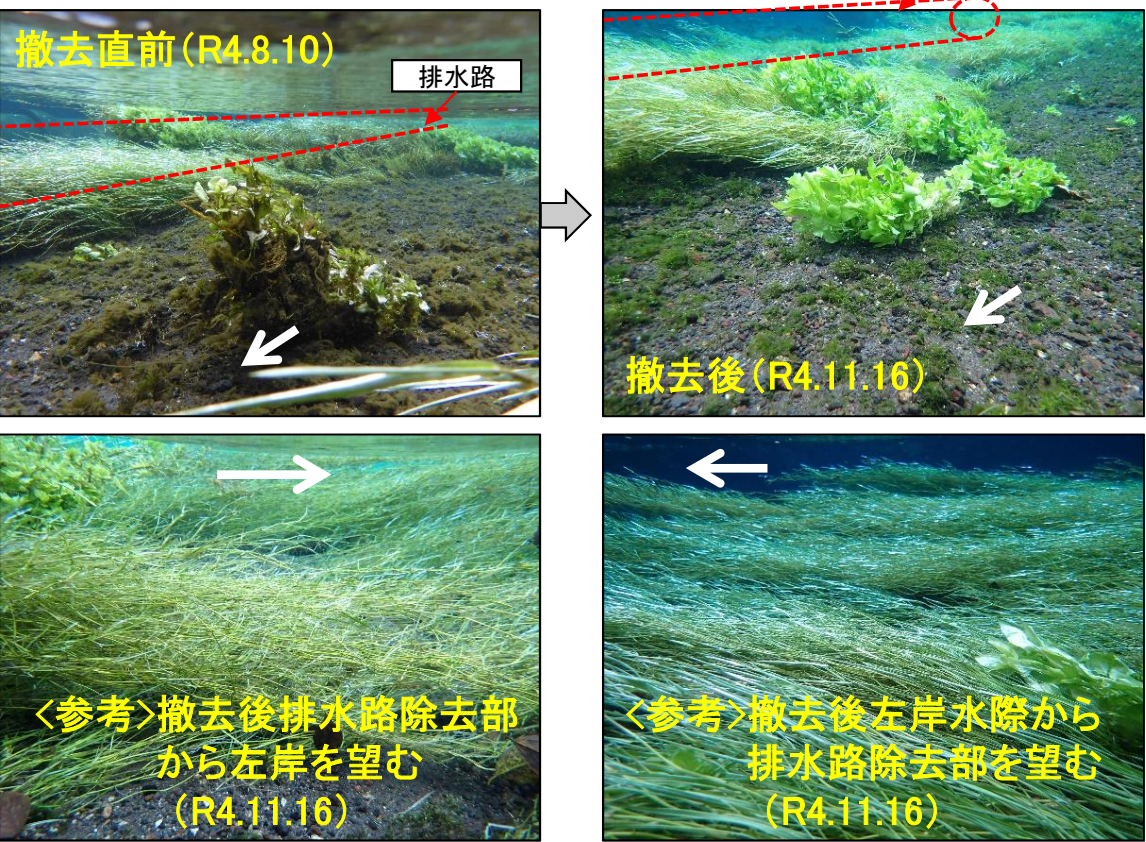 撤去直前(R4.8.10)
排水路
撤去後(R4.11.16)
<参考>撤去後排水路除去部
から左岸を望む
(R4.11.16)
<参考>撤去後左岸水際から
排水路除去部を望む
(R4.11.16)